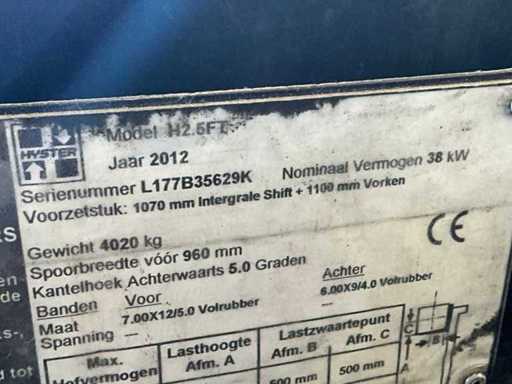 HYSTER
Model H2.5FT
Jaar 2012
Serienummer L177B35629K Nominaal Vermogen 38 kW
Voorzetstuk: 1070 mm Intergrale Shift + 1100 mm Vorken
Gewicht 4020 kg
CE
Spoorbreedte vóór 960 mm
Kantelhoek Achterwaarts 5.0 Graden
Banden Voor Achter
Maat 7.00X12/5.0 Volrubber 6.00X9/4.0 Volrubber
Spanning --- ---
Max. Lasthoogte Lastzwaartepunt
Hefvermogen Afm. A Afm. B Afm. C
500 mm
C
B
A